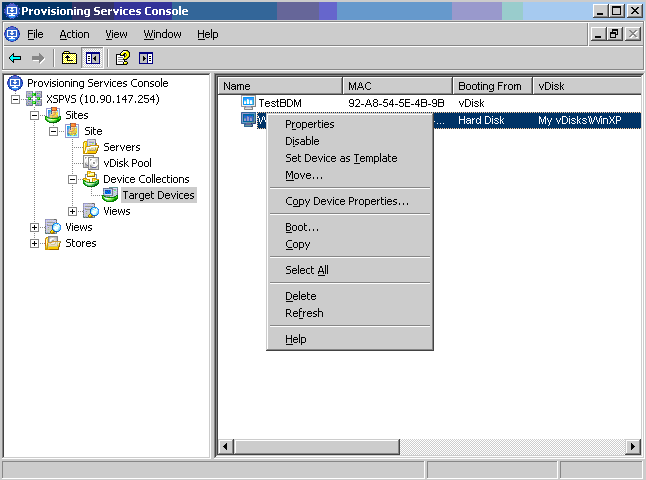 Provisioning Services Console
File Action View Window Help
Provisioning Services Console
XSPVS (10.90.147.254)
Sites
Site
Servers
vDisk Pool
Device Collections
Target Devices
Views
Views
Stores
Name MAC Booting From vDisk
TestBDM 92-A8-54-5E-4B-9B vDisk
Hard Disk My vDisks\WinXP
Properties
Disable
Set Device as Template
Move...
Copy Device Properties...
Boot...
Copy
Select All
Delete
Refresh
Help